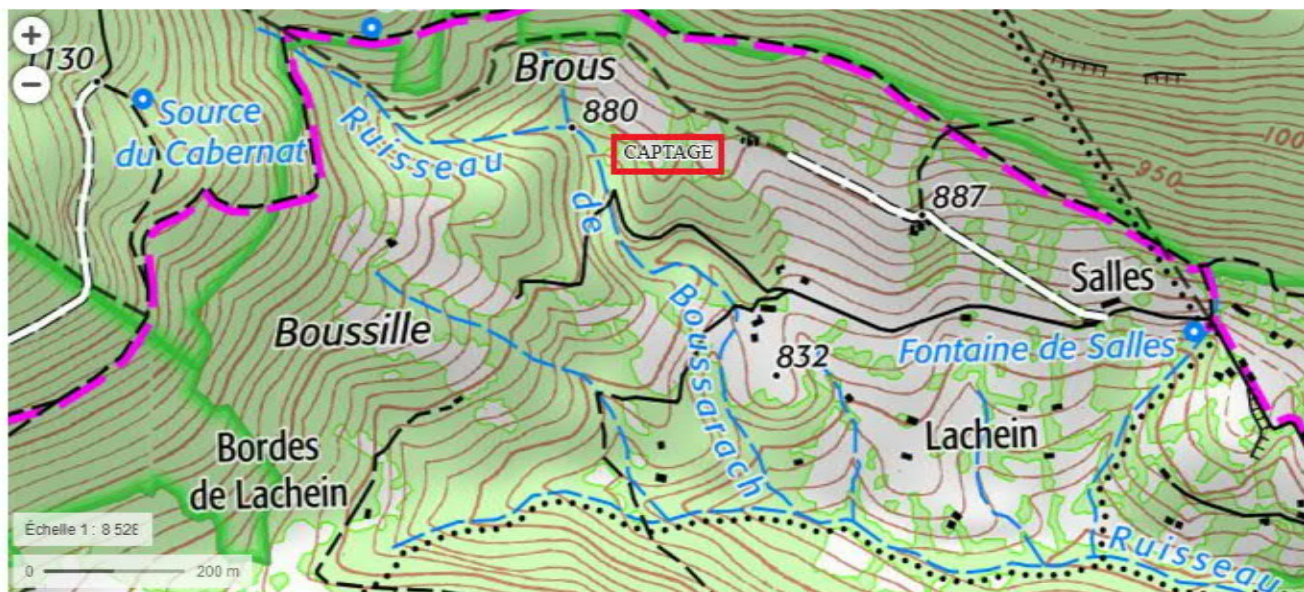 +
−
1130
Source
du Cabernat
Brous
880
CAPTAGE
Ruisseau
de
Boussarach
887
950
1000
Salles
Fontaine de Salles
Boussille
832
Lachein
Bordes
de Lachein
Ruisseau
Échelle 1 : 8 528
0 200 m